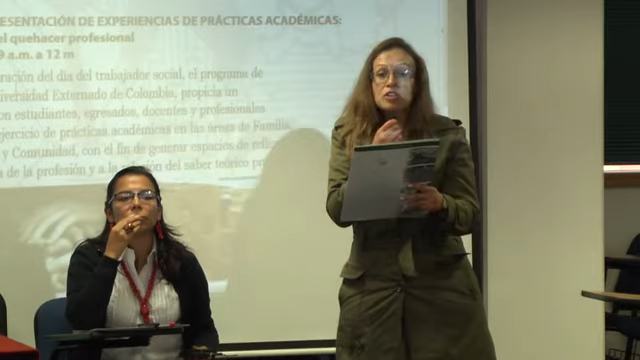 ESENTACIÓN DE EXPERIENCIAS DE PRÁCTICAS ACADÉMICAS:
el quehacer profesional
9 a.m. a 12 m
ración del día del trabajador social, el programa de
iversidad Externado de Colombia, propicia un
on estudiantes, egresados, docentes y profesionales
ejercicio de prácticas académicas en las áreas de Familia,
y Comunidad, con el fin de generar espacios de
a de la profesión y a la del saber teórico